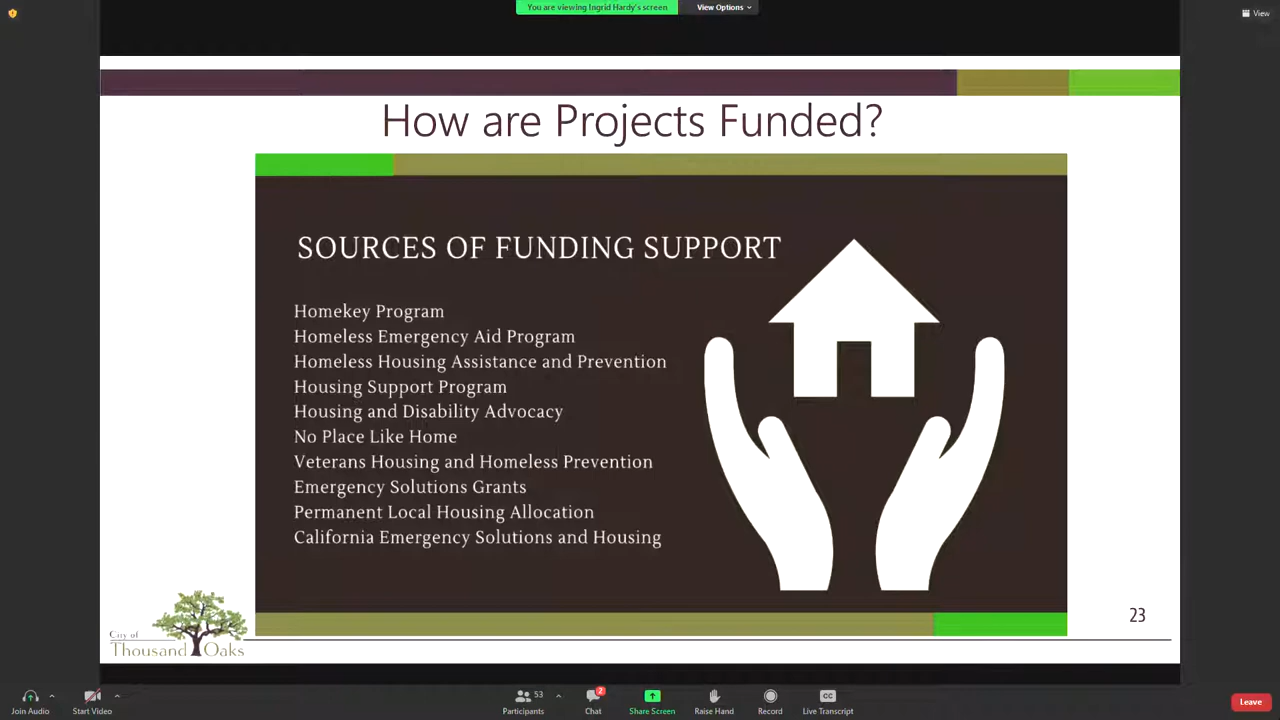 You are viewing Ingrid Hardy's screen
View Options
View
How are Projects Funded?
SOURCES OF FUNDING SUPPORT
Homekey Program
Homeless Emergency Aid Program
Homeless Housing Assistance and Prevention
Housing Support Program
Housing and Disability Advocacy
No Place Like Home
Veterans Housing and Homeless Prevention
Emergency Solutions Grants
Permanent Local Housing Allocation
California Emergency Solutions and Housing
23
City of
Thousand Oaks
Join Audio
Start Video
53
Participants
2
Chat
Share Screen
Raise Hand
Record
CC
Live Transcript
Leave